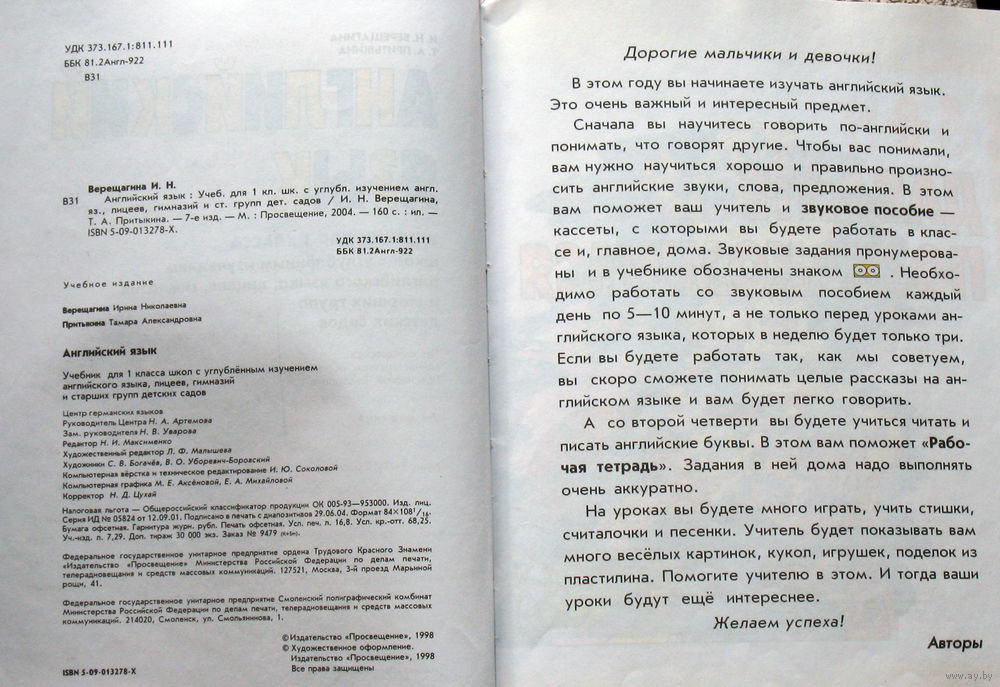 УДК 373.167.1:811.111
ББК 81.2Англ-922
В31
Верещагина И. Н.
В31 Английский язык : Учеб. для 1 кл. шк. с углубл. изучением англ.
яз., лицеев, гимназий и ст. групп дет. садов / И. Н. Верещагина,
Т. А. Притыкина. — 7-е изд. — М. : Просвещение, 2004. — 160 с. : ил. —
ISBN 5-09-013278-X.
УДК 373.167.1:811.111
ББК 81.2Англ-922
Учебное издание
Верещагина Ирина Николаевна
Притыкина Тамара Александровна
Английский язык
Учебник для 1 класса школ с углублённым изучением
английского языка, лицеев, гимназий
и старших групп детских садов
Центр германских языков
Руководитель Центра Н. А. Артемова
Зам. руководителя Н. В. Уварова
Редактор Н. И. Максименко
Художественный редактор Л. Ф. Малышева
Художники С. В. Богачёв, В. О. Уборевич-Боровский
Компьютерная вёрстка и техническое редактирование И. Ю. Соколовой
Компьютерная графика М. Е. Аксёновой, Е. А. Михайловой
Корректор Н. Д. Цухай
Налоговая льгота — Общероссийский классификатор продукции ОК 005-93—953000. Изд. лиц.
Серия ИД № 05824 от 12.09.01. Подписано в печать с диапозитивов 29.06.04. Формат 84×108 1/16.
Бумага офсетная. Гарнитура журн. рубл. Печать офсетная. Усл. печ. л. 16,8. Усл. кр.-отт. 68,25.
Уч.-изд. л. 7,29. Доп. тираж 30 000 экз. Заказ № 9479
Федеральное государственное унитарное предприятие ордена Трудового Красного Знамени
«Издательство «Просвещение» Министерства Российской Федерации по делам печати,
телерадиовещания и средств массовых коммуникаций. 127521, Москва, 3-й проезд Марьиной
рощи, 41.
Федеральное государственное унитарное предприятие Смоленский полиграфический комбинат
Министерства Российской Федерации по делам печати, телерадиовещания и средств массовых
коммуникаций. 214020, Смоленск, ул. Смольянинова, 1.
© Издательство «Просвещение», 1998
© Художественное оформление.
Издательство «Просвещение», 1998
Все права защищены
ISBN 5-09-013278-X
Дорогие мальчики и девочки!
В этом году вы начинаете изучать английский язык.
Это очень важный и интересный предмет.
Сначала вы научитесь говорить по-английски и
понимать, что говорят другие. Чтобы вас понимали,
вам нужно научиться хорошо и правильно произно-
сить английские звуки, слова, предложения. В этом
вам поможет ваш учитель и звуковое пособие —
кассеты, с которыми вы будете работать в клас-
се и, главное, дома. Звуковые задания пронумерова-
ны и в учебнике обозначены знаком . Необхо-
димо работать со звуковым пособием каждый
день по 5—10 минут, а не только перед уроками ан-
глийского языка, которых в неделю будет только три.
Если вы будете работать так, как мы советуем,
вы скоро сможете понимать целые рассказы на ан-
глийском языке и вам будет легко говорить.
А со второй четверти вы будете учиться читать и
писать английские буквы. В этом вам поможет «Рабо-
чая тетрадь». Задания в ней дома надо выполнять
очень аккуратно.
На уроках вы будете много играть, учить стишки,
считалочки и песенки. Учитель будет показывать вам
много весёлых картинок, кукол, игрушек, поделок из
пластилина. Помогите учителю в этом. И тогда ваши
уроки будут ещё интереснее.
Желаем успеха!
Авторы
www.ay.by